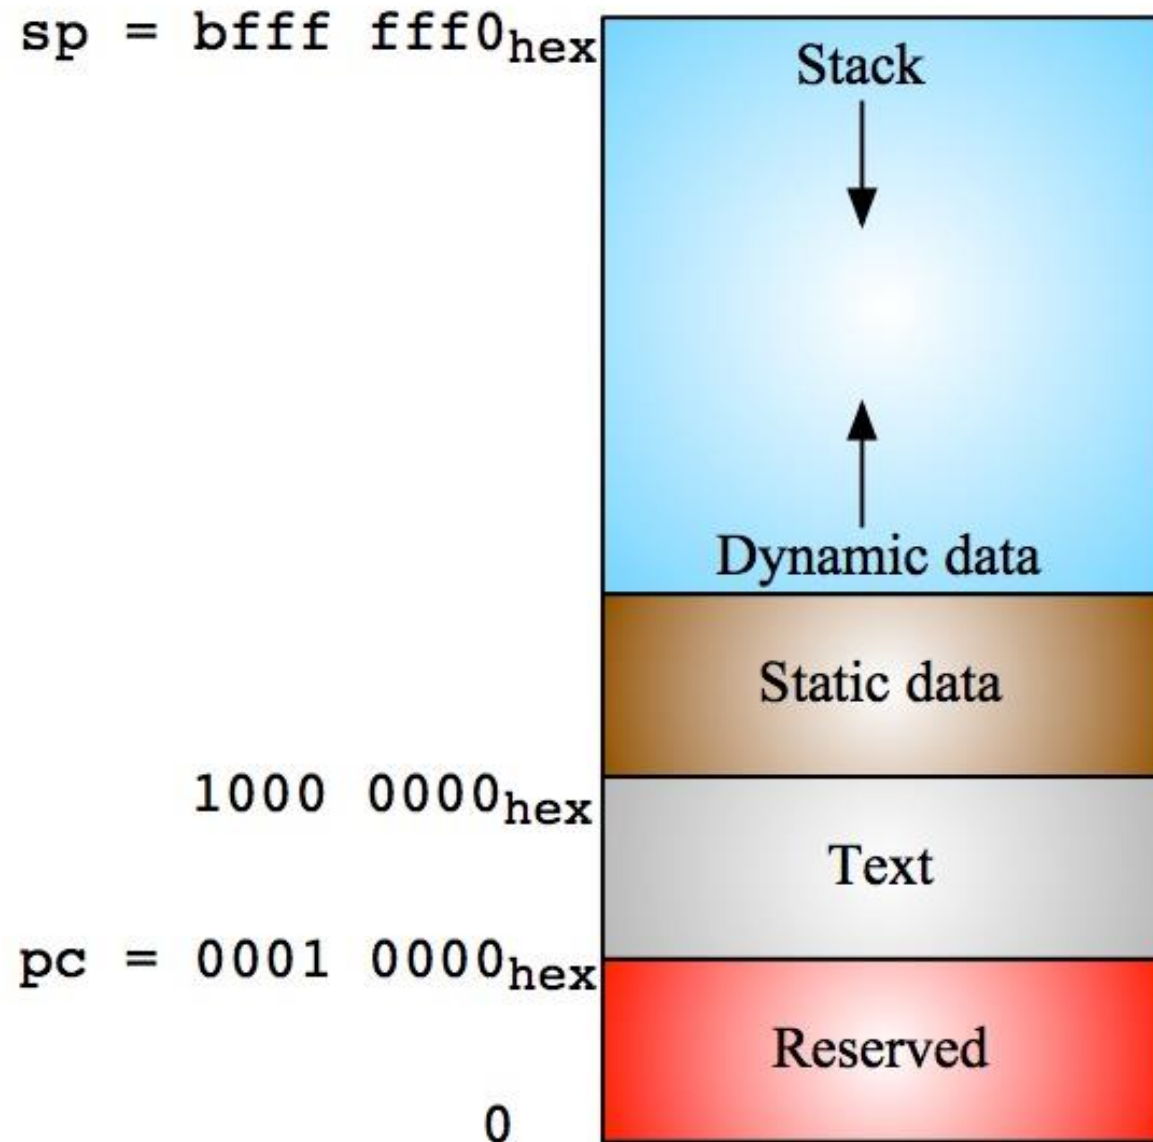 sp = bfff fff0hex
Stack
Dynamic data
Static data
1000 0000hex
Text
pc = 0001 0000hex
Reserved
0